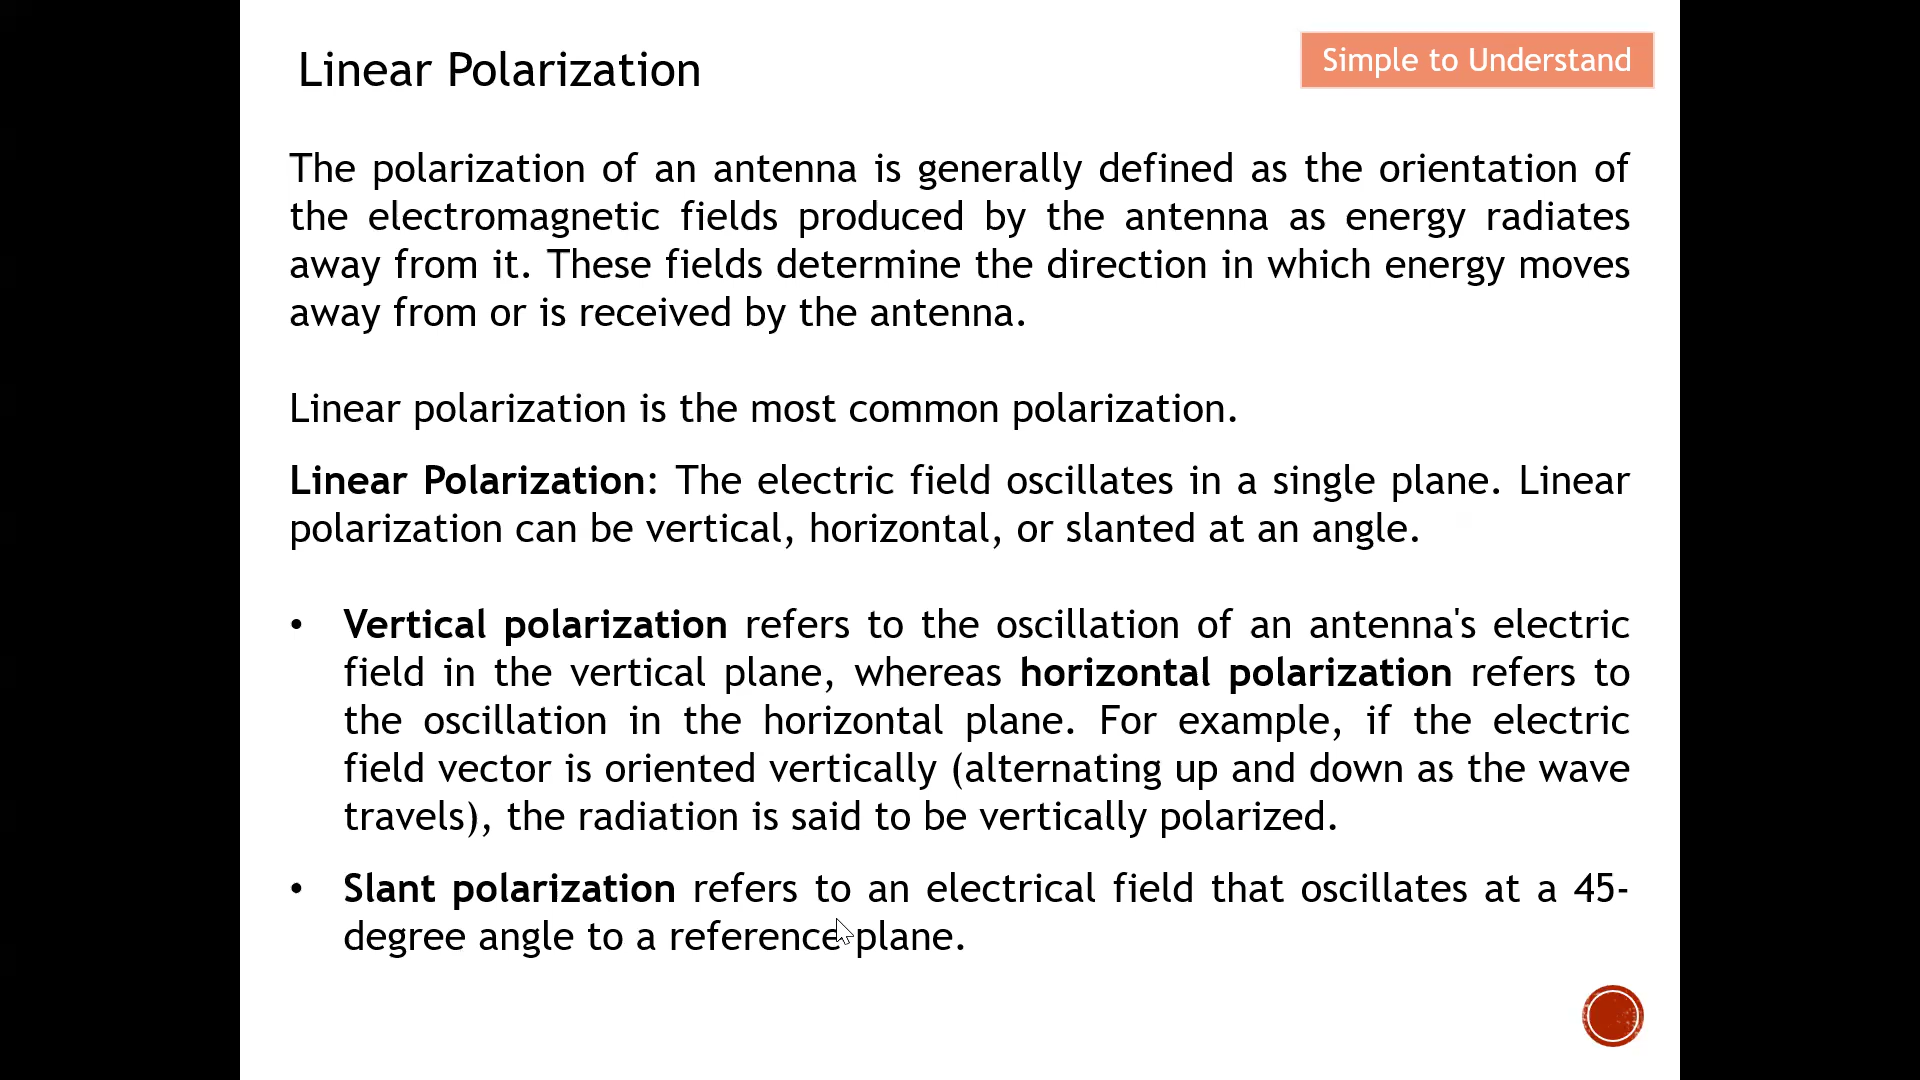 Linear Polarization
Simple to Understand
The polarization of an antenna is generally defined as the orientation of
the electromagnetic fields produced by the antenna as energy radiates
away from it. These fields determine the direction in which energy moves
away from or is received by the antenna.
Linear polarization is the most common polarization.
Linear Polarization: The electric field oscillates in a single plane. Linear
polarization can be vertical, horizontal, or slanted at an angle.
• Vertical polarization refers to the oscillation of an antenna's electric
field in the vertical plane, whereas horizontal polarization refers to
the oscillation in the horizontal plane. For example, if the electric
field vector is oriented vertically (alternating up and down as the wave
travels), the radiation is said to be vertically polarized.
• Slant polarization refers to an electrical field that oscillates at a 45-
degree angle to a reference plane.